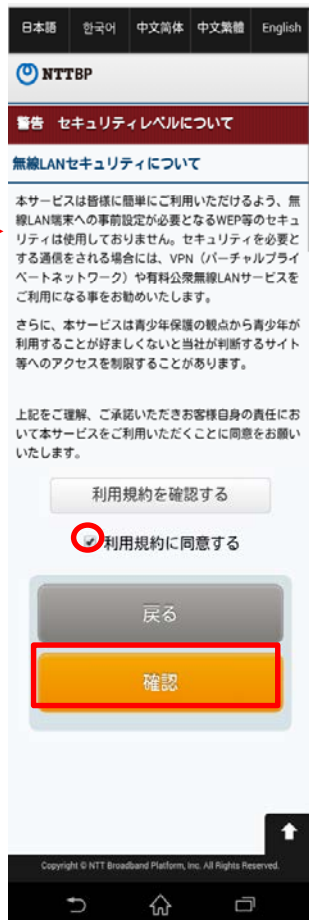 日本語 한국어 中文简体 中文繁體 English
NTTBP
警告 セキュリティレベルについて
無線LANセキュリティについて
本サービスは皆様に簡単にご利用いただけるよう、無
線LAN端末への事前設定が必要となるWEP等のセキュ
リティは使用しておりません。セキュリティを必要と
する通信をされる場合には、VPN（バーチャルプライ
ベートネットワーク）や有料公衆無線LANサービスを
ご利用になる事をお勧めいたします。
さらに、本サービスは青少年保護の観点から青少年が
利用することが好ましくないと当社が判断するサイト
等へのアクセスを制限することがあります。
上記をご理解、ご承諾いただきお客様自身の責任にお
いて本サービスをご利用いただくことに同意をお願い
いたします。
利用規約を確認する
利用規約に同意する
戻る
確認
Copyright © NTT Broadband Platform, Inc. All Rights Reserved.